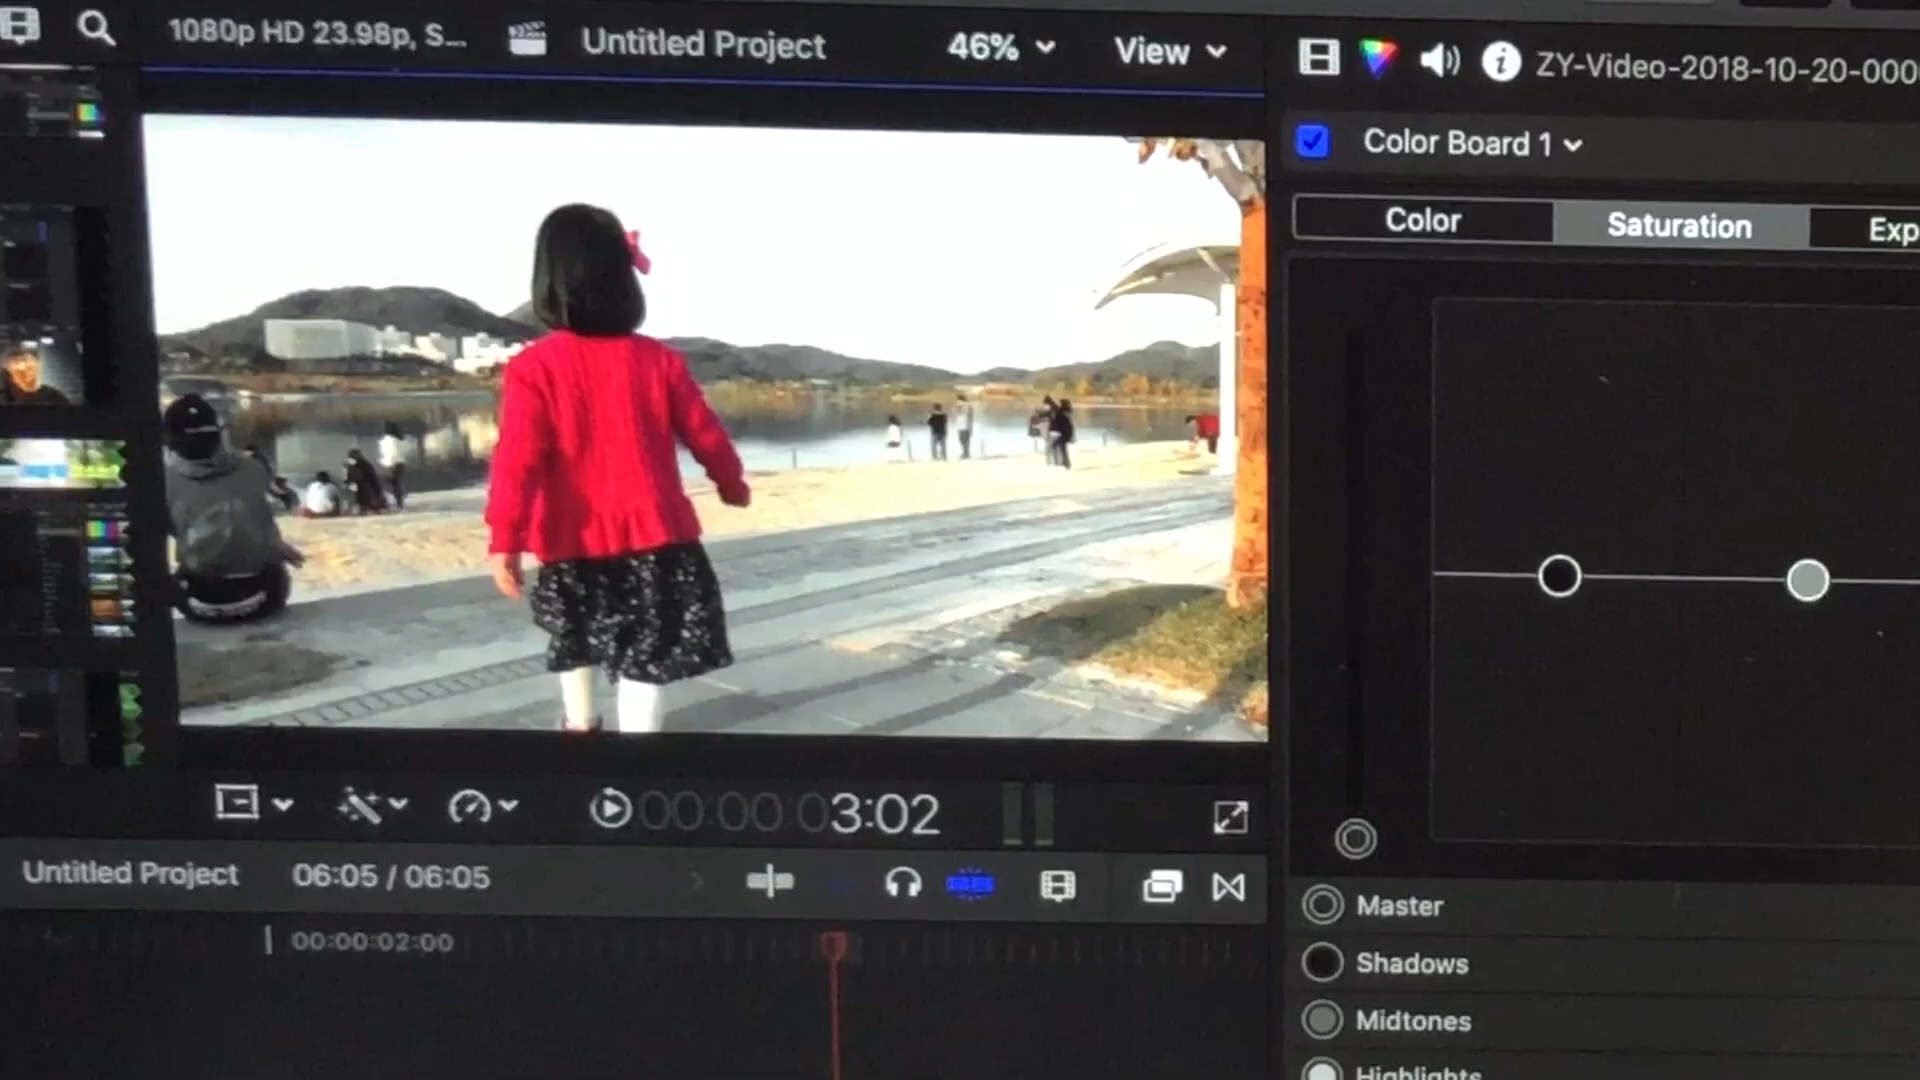 1080p HD 23.98p, S...
Untitled Project
46%
View
ZY-Video-2018-10-20-000
Color Board 1
Color
Saturation
Exp
00:00:03:02
Untitled Project
06:05 / 06:05
00:00:02:00
Master
Shadows
Midtones
Highlights